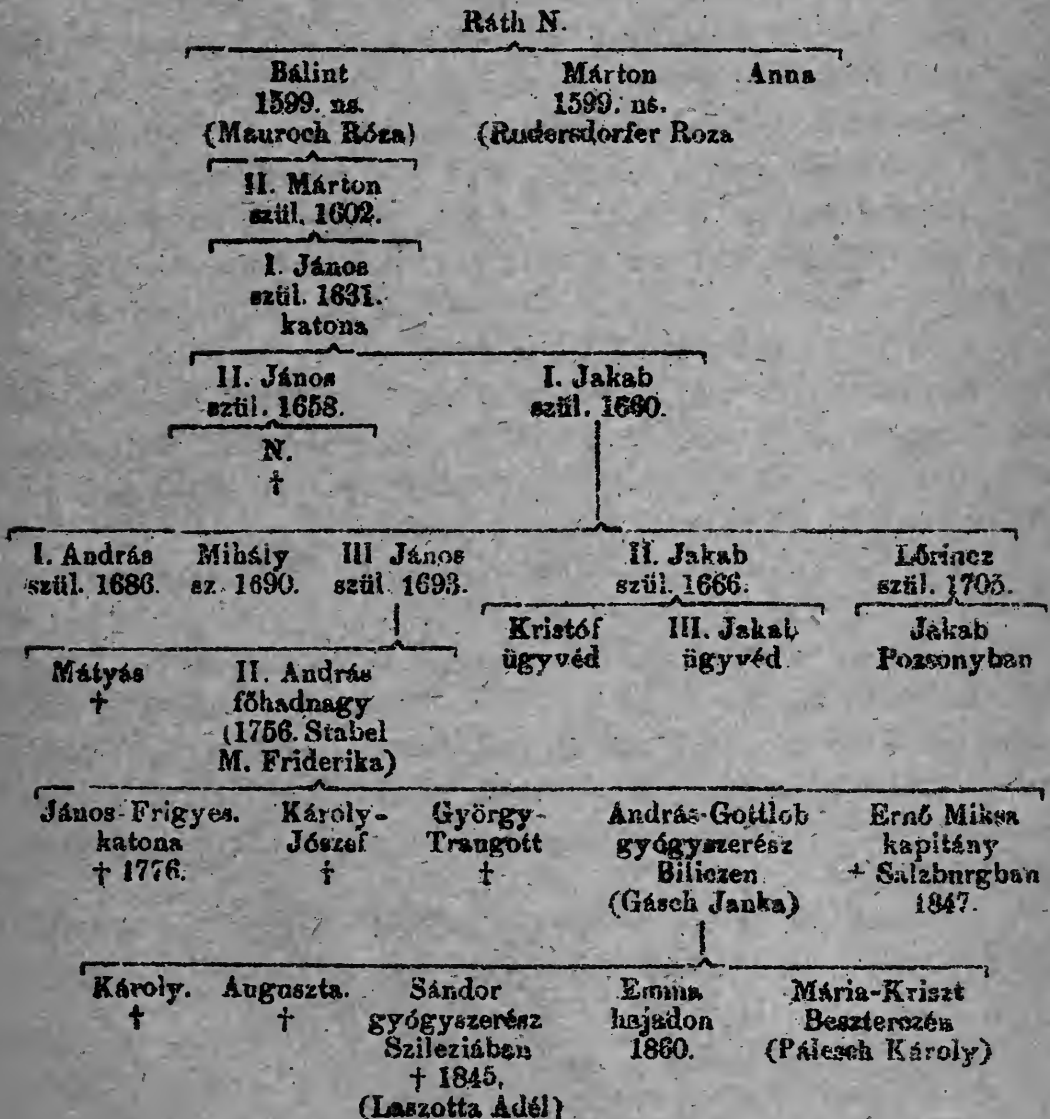 Ráth N.
Bálint Márton Anna
1599. ns. 1599. ns.
(Mauroch Róza) (Rudersdorfer Roza
II. Márton
szül. 1602.
I. János
szül. 1631.
katona
II. János I. Jakab
szül. 1658. szül. 1660.
N.
†
I. András Mihály III János II. Jakab Lőrincz
szül. 1686. sz. 1690. szül. 1693. szül. 1666. szül. 1703.
Kristóf III. Jakab Jakab
ügyvéd ügyvéd Pozsonyban
Mátyás II. András
† főhadnagy
(1756. Stabel
M. Friderika)
János-Frigyes. Károly- György- András-Gottlob Ernő Miksa
katona József Traugott gyógyszerész kapitány
† 1776. † † Biliczen † Salzburgban
(Gásch Janka) 1847.
Károly. Auguszta. Sándor Emma Mária-Kriszt
† † gyógyszerész hajadon Beszterczén
Sziléziában 1860. (Pálesch Károly)
† 1845.
(Laszotta Adél)